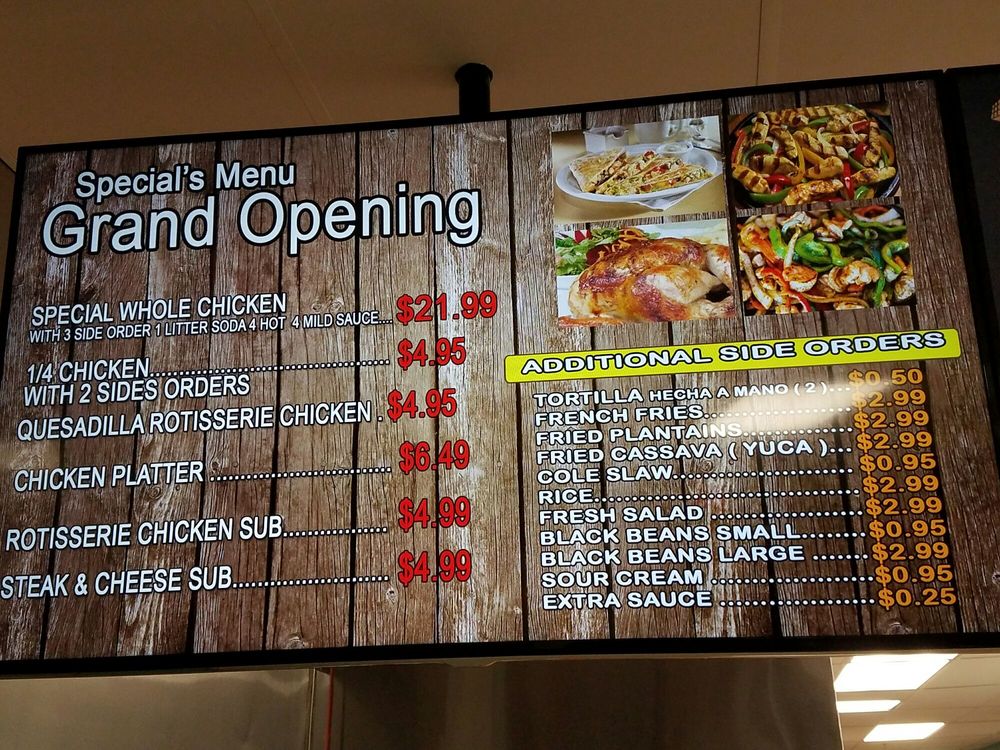 Special's Menu
Grand Opening
SPECIAL WHOLE CHICKEN
WITH 3 SIDE ORDER 1 LITTER SODA 4 HOT 4 MILD SAUCE.... $21.99
1/4 CHICKEN........................................ $4.95
WITH 2 SIDES ORDERS
QUESADILLA ROTISSERIE CHICKEN . $4.95
CHICKEN PLATTER .............................. $6.49
ROTISSERIE CHICKEN SUB................. $4.99
STEAK & CHEESE SUB.......................... $4.99
ADDITIONAL SIDE ORDERS
TORTILLA HECHA A MANO ( 2 )... $0.50
FRENCH FRIES..................... $2.99
FRIED PLANTAINS................ $2.99
FRIED CASSAVA ( YUCA )... $2.99
COLE SLAW.......................... $0.95
RICE..................................... $2.99
FRESH SALAD ..................... $2.99
BLACK BEANS SMALL........ $0.95
BLACK BEANS LARGE ....... $2.99
SOUR CREAM ..................... $0.95
EXTRA SAUCE .................... $0.25